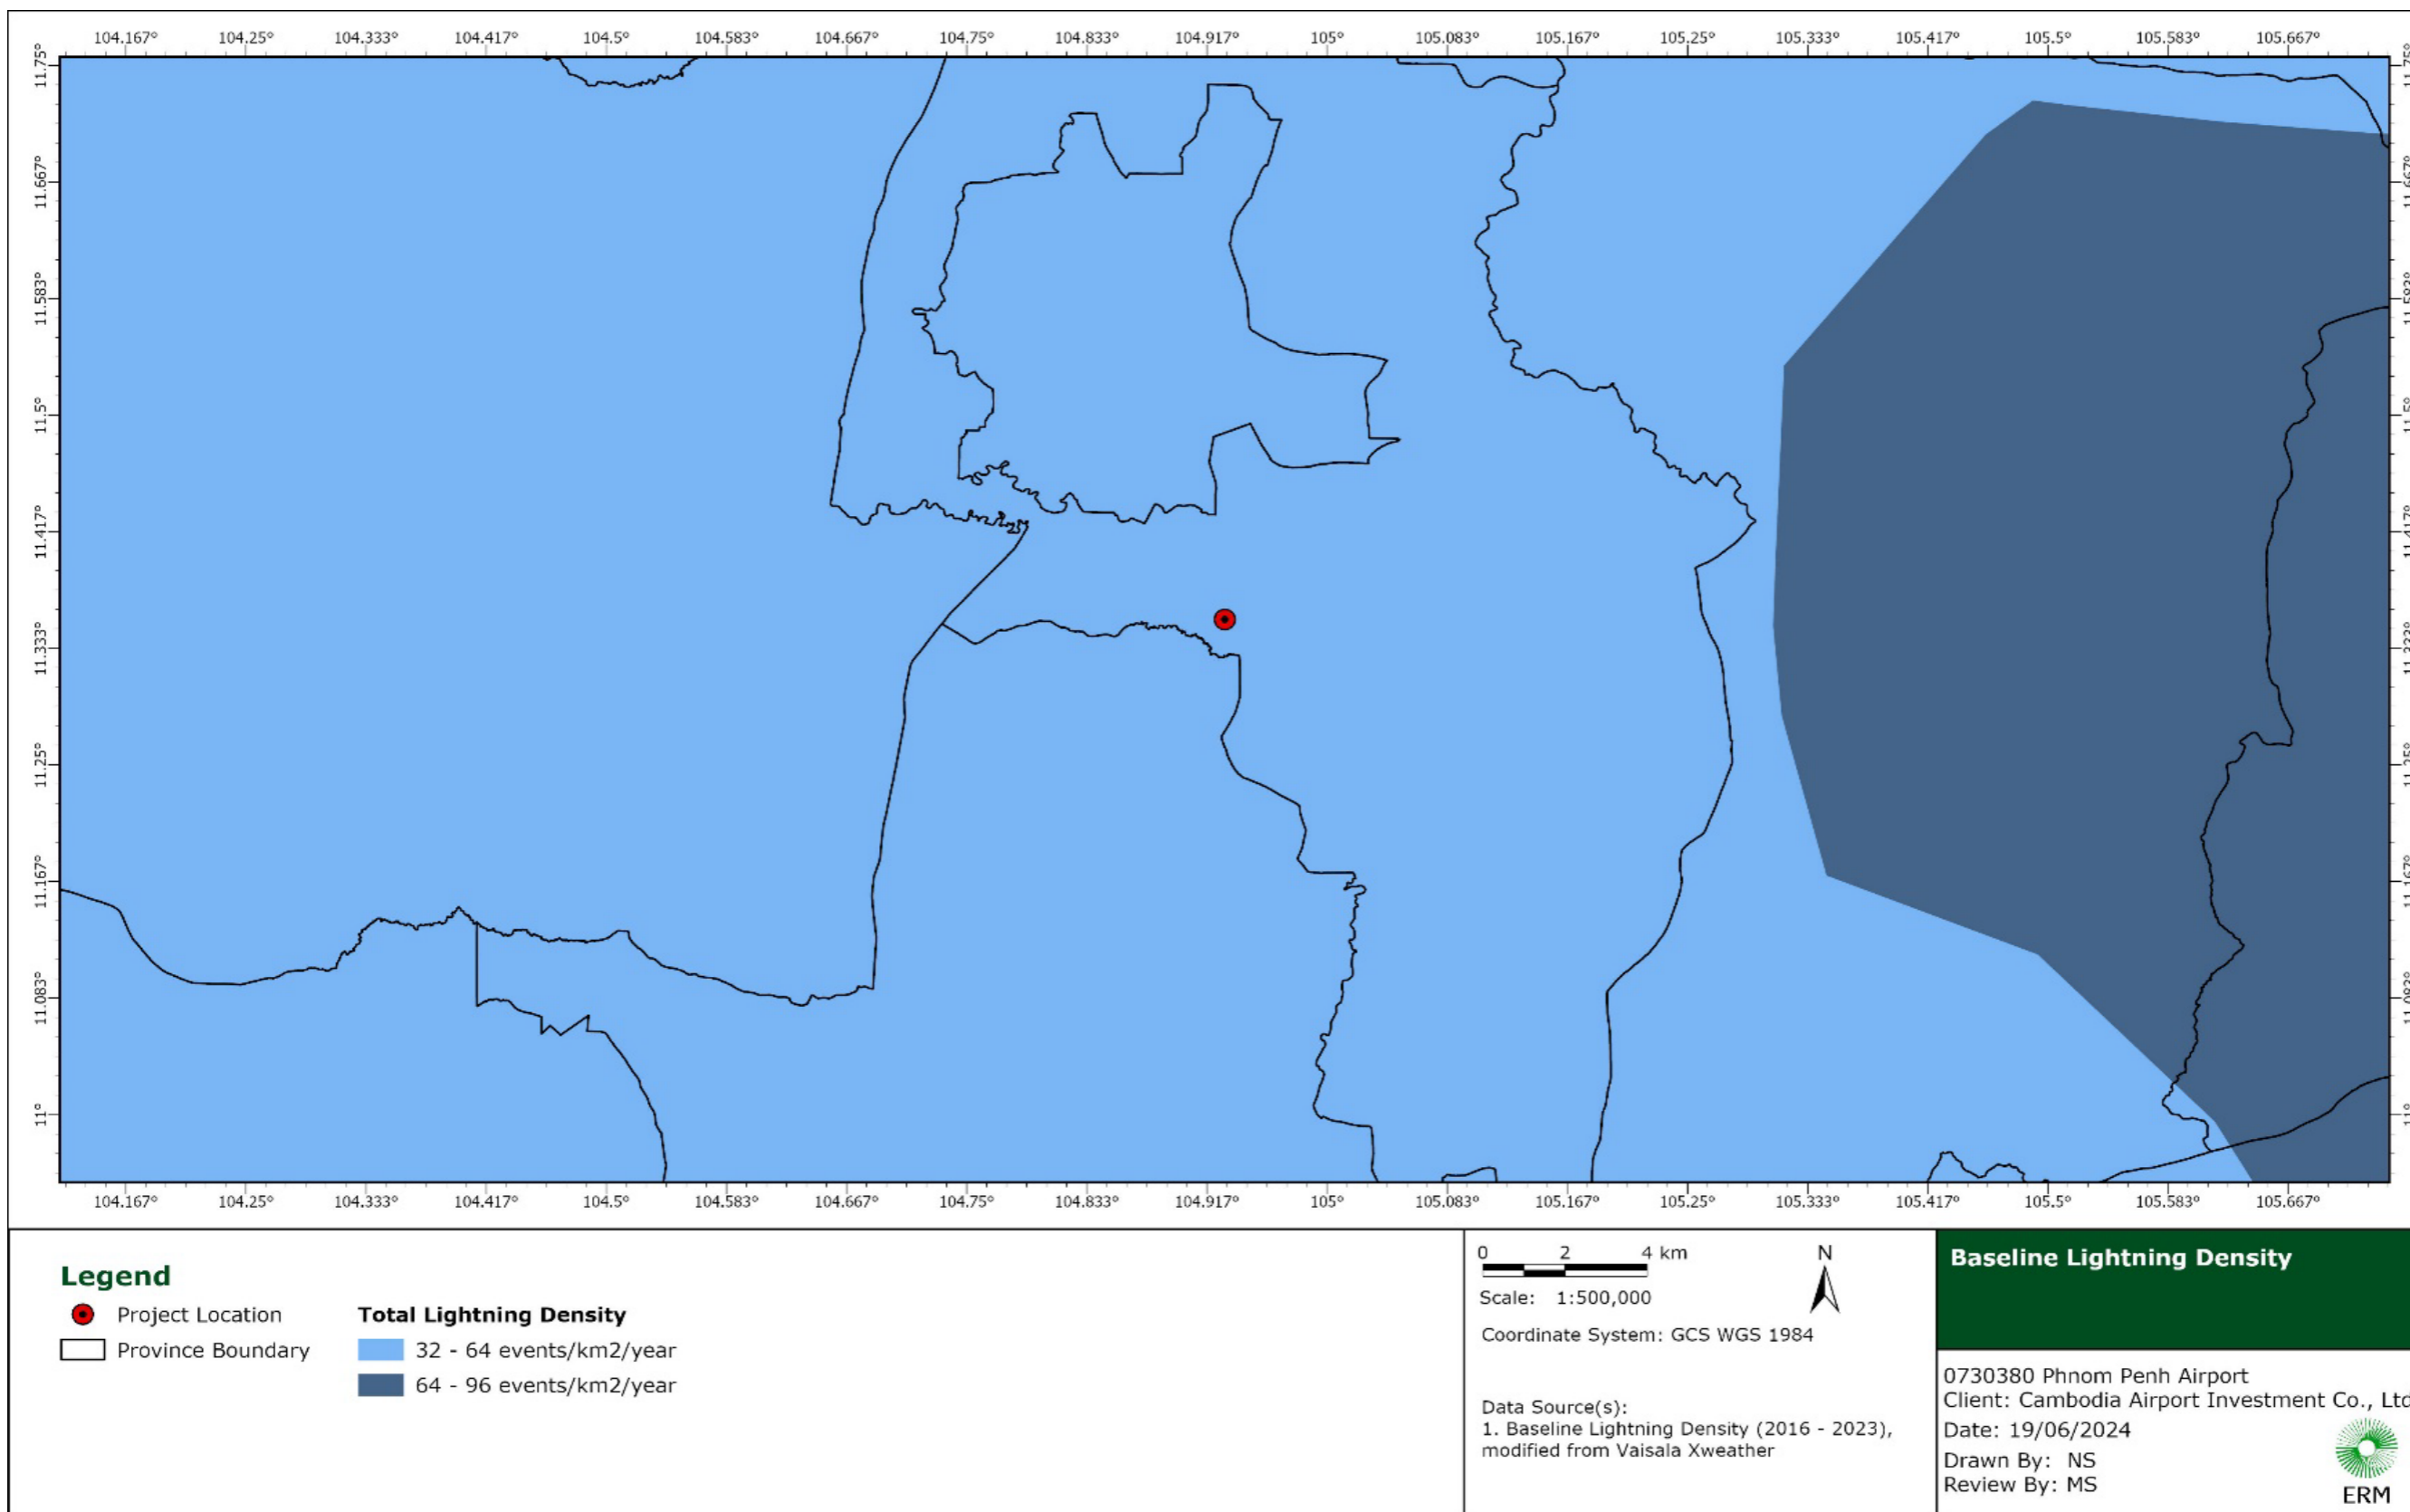 104.167° 104.25° 104.333° 104.417° 104.5° 104.583° 104.667° 104.75° 104.833° 104.917° 105° 105.083° 105.167° 105.25° 105.333° 105.417° 105.5° 105.583° 105.667°
11.75°
11.667°
11.583°
11.5°
11.417°
11.333°
11.25°
11.167°
11.083°
11°
104.167° 104.25° 104.333° 104.417° 104.5° 104.583° 104.667° 104.75° 104.833° 104.917° 105° 105.083° 105.167° 105.25° 105.333° 105.417° 105.5° 105.583° 105.667°
Legend
Project Location
Province Boundary
Total Lightning Density
32 - 64 events/km2/year
64 - 96 events/km2/year
0 2 4 km
Scale: 1:500,000
N
Coordinate System: GCS WGS 1984
Data Source(s):
1. Baseline Lightning Density (2016 - 2023),
modified from Vaisala Xweather
Baseline Lightning Density
0730380 Phnom Penh Airport
Client: Cambodia Airport Investment Co., Ltd
Date: 19/06/2024
Drawn By: NS
Review By: MS
ERM